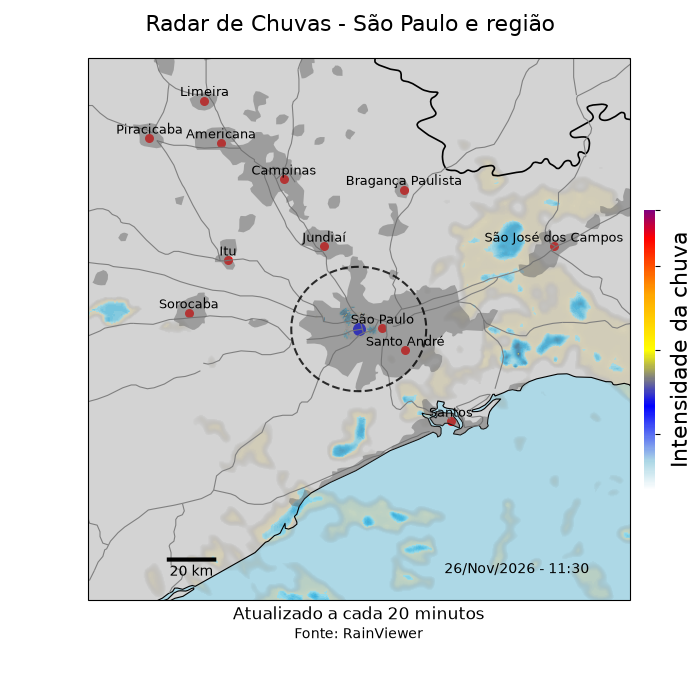 Radar de Chuvas - São Paulo e região
Limeira
Piracicaba
Americana
Campinas
Bragança Paulista
Jundiaí
São José dos Campos
Itu
Sorocaba
São Paulo
Santo André
Santos
20 km
26/Nov/2026 - 11:30
Intensidade da chuva
Atualizado a cada 20 minutos
Fonte: RainViewer